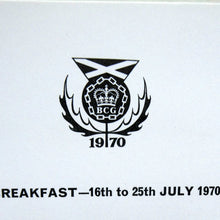 BCG
1970
REAKFAST—16th to 25th JULY 1970